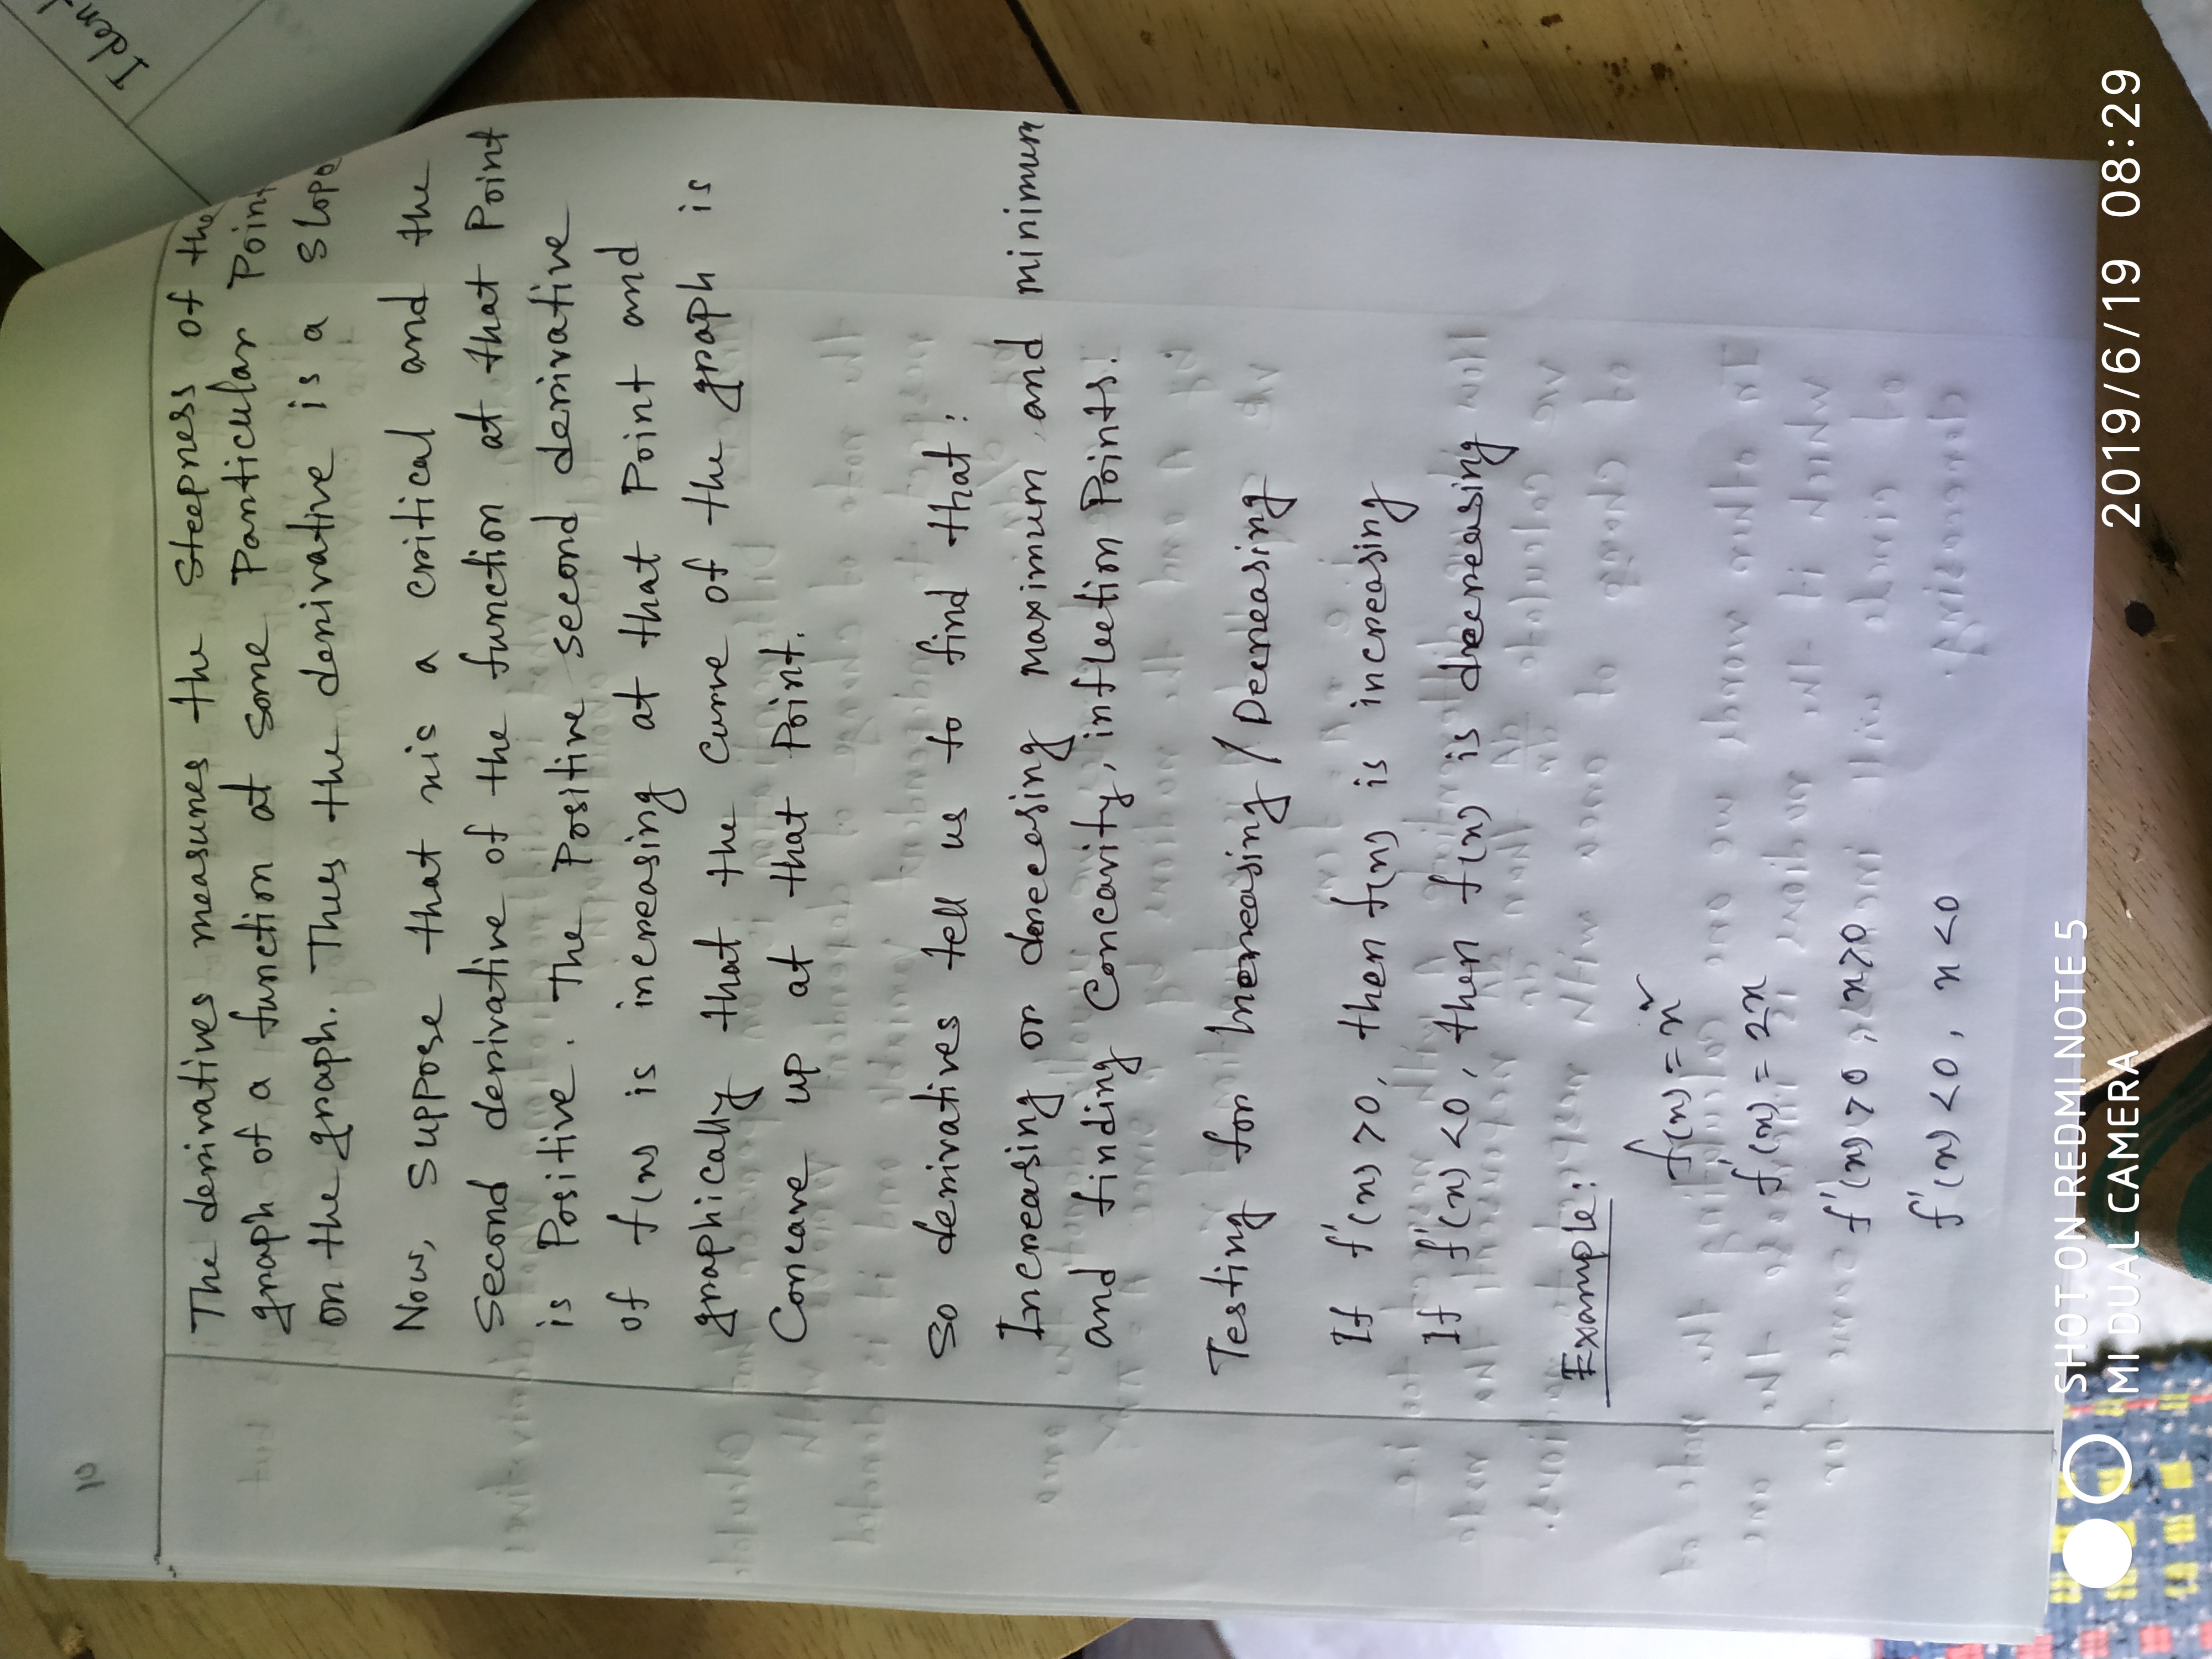 10
Ident
The derivatives measures the steepness of the
graph of a function at some Particular Point
on the graph. Thus the derivative is a slope
Now, suppose that x is a critical and the
second derivative of the function at that Point
is Positive. The Positive second derivative
of f(x) is increasing at that Point and
graphically that the curve of the graph is
Concave up at that Point.
So derivatives tell us to find that:
Increasing or derecesing maximum and minimum
and finding Concavity, inflection Points.
Testing for Increasing / Decreasing
If f'(x) >0, then f(x) is increasing
If f'(x) <0, then f(x) is decreasing
Example:
f(x) = x²
f'(x) = 2x
f'(x) >0, x>0
f'(x) <0, x<0
SHOT ON REDMI NOTE 5
MI DUAL CAMERA
2019/6/19 08:29